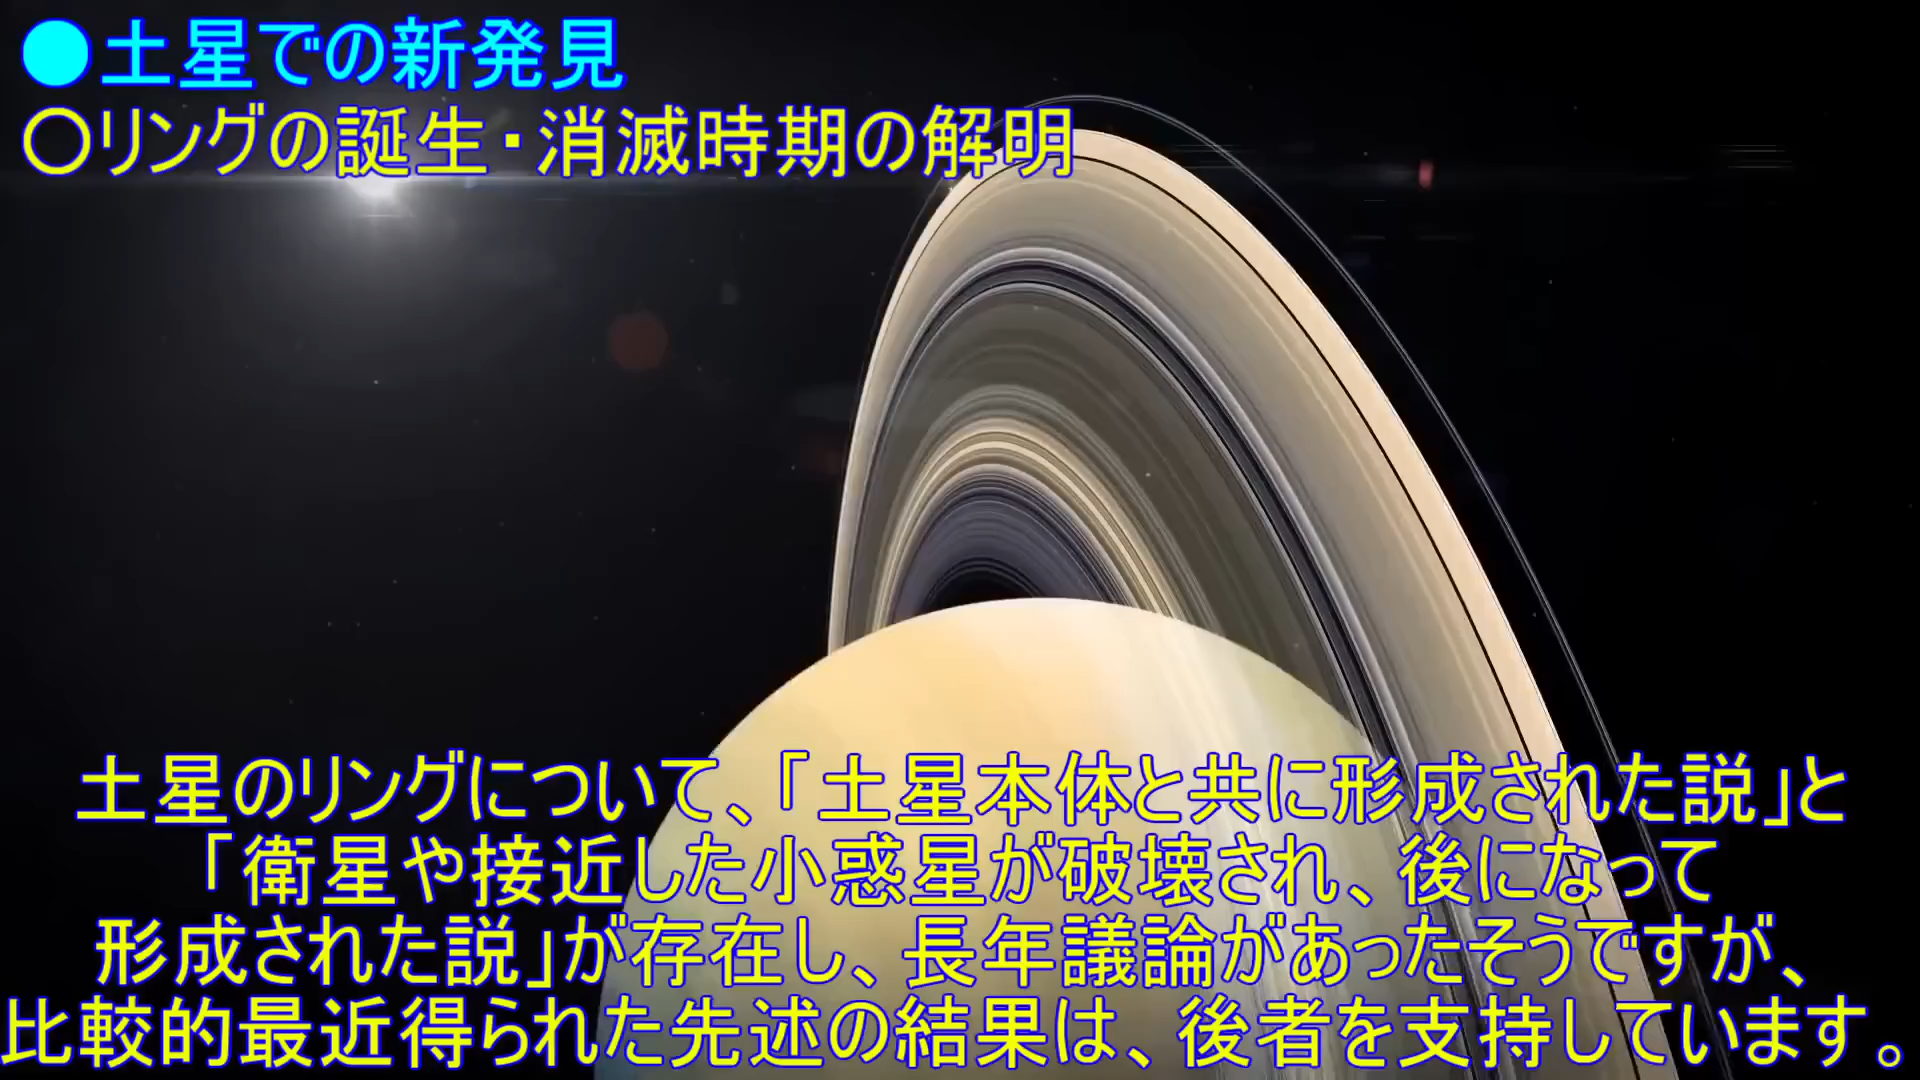 ●土星での新発見
〇リングの誕生・消滅時期の解明
土星のリングについて、「土星本体と共に形成された説」と
「衛星や接近した小惑星が破壊され、後になって
形成された説」が存在し、長年議論があったそうですが、
比較的最近得られた先述の結果は、後者を支持しています。